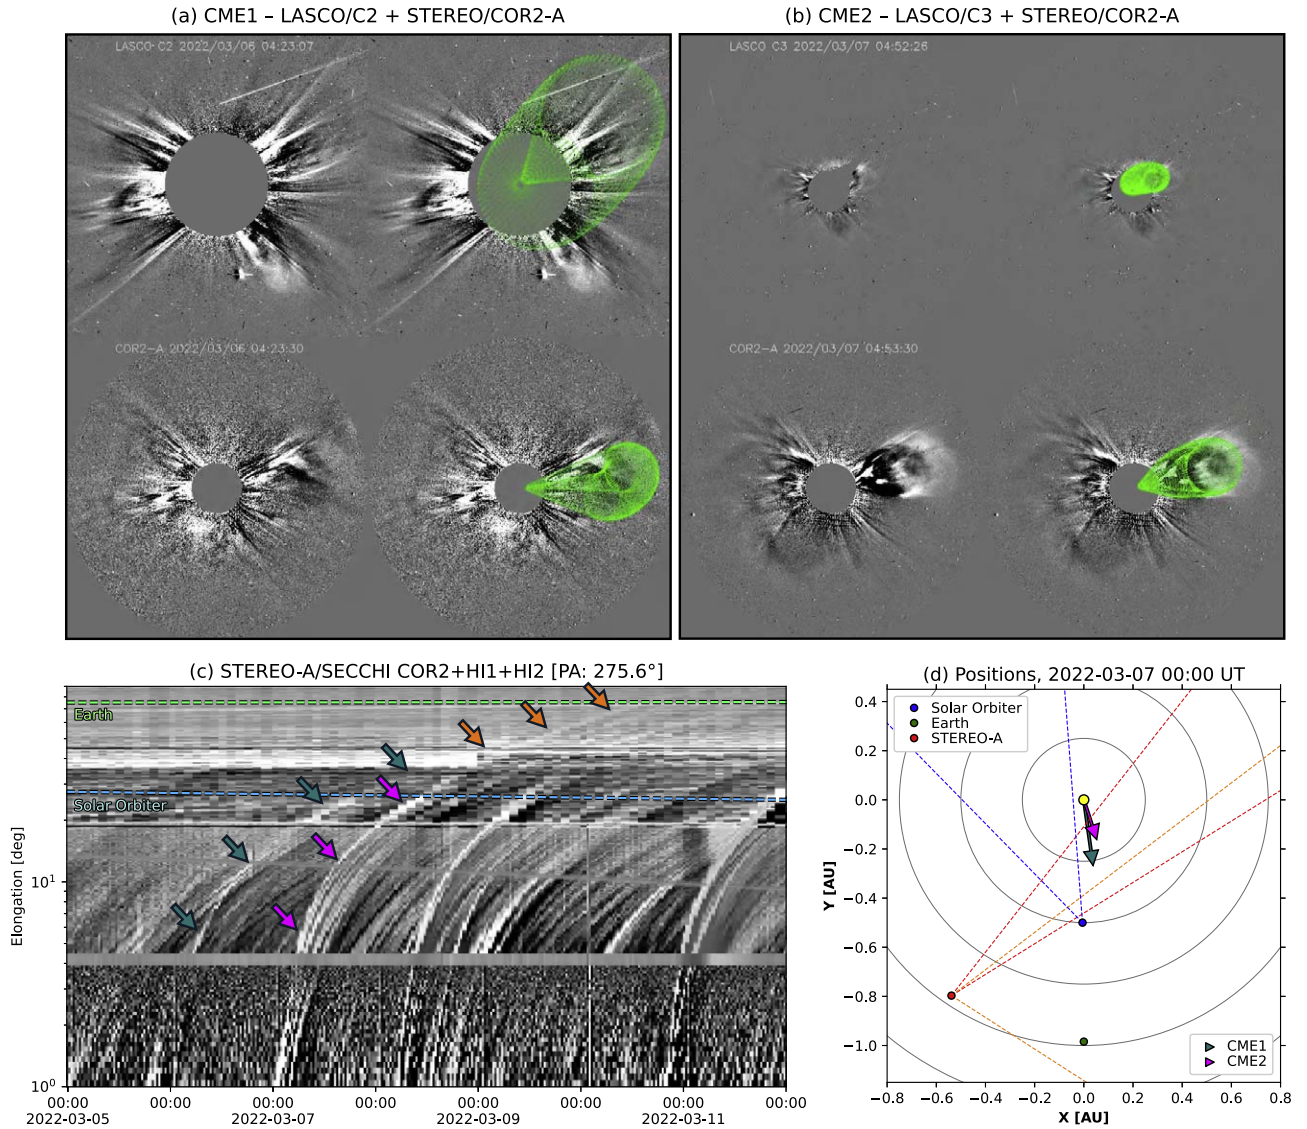 (a) CME1 – LASCO/C2 + STEREO/COR2-A
(b) CME2 – LASCO/C3 + STEREO/COR2-A
LASCO C2 2022/03/06 04:23:07
LASCO C3 2022/03/07 04:52:26
COR2-A 2022/03/06 04:23:30
COR2-A 2022/03/07 04:53:30
(c) STEREO-A/SECCHI COR2+HI1+HI2 [PA: 275.6°]
Earth
Solar Orbiter
Elongation [deg]
10¹
10⁰
00:00 00:00 00:00 00:00 00:00 00:00 00:00 00:00
2022-03-05 2022-03-07 2022-03-09 2022-03-11
(d) Positions, 2022-03-07 00:00 UT
Solar Orbiter
Earth
STEREO-A
Y [AU]
0.4
0.2
0.0
−0.2
−0.4
−0.6
−0.8
−1.0
CME1
CME2
−0.8 −0.6 −0.4 −0.2 0.0 0.2 0.4 0.6 0.8
X [AU]